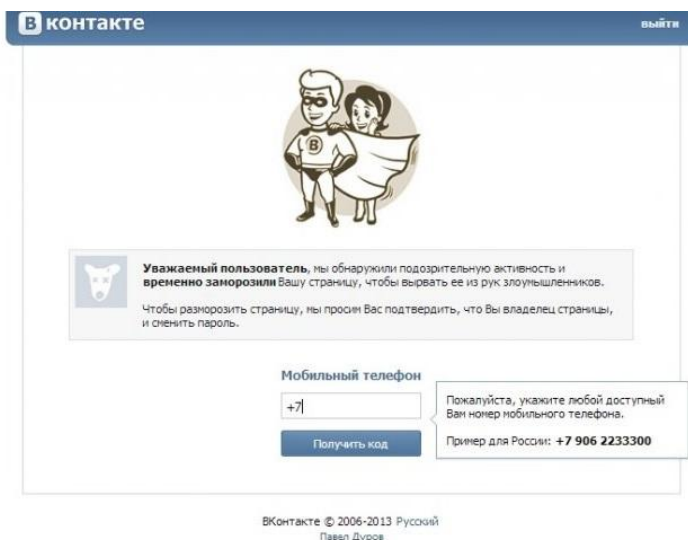 В контакте
выйти
В
Уважаемый пользователь, мы обнаружили подозрительную активность и
временно заморозили Вашу страницу, чтобы вырвать ее из рук злоумышленников.
Чтобы разморозить страницу, мы просим Вас подтвердить, что Вы владелец страницы,
и сменить пароль.
Мобильный телефон
+7
Получить код
Пожалуйста, укажите любой доступный
Вам номер мобильного телефона.
Пример для России: +7 906 2233300
ВКонтакте © 2006-2013 Русский
Павел Дуров